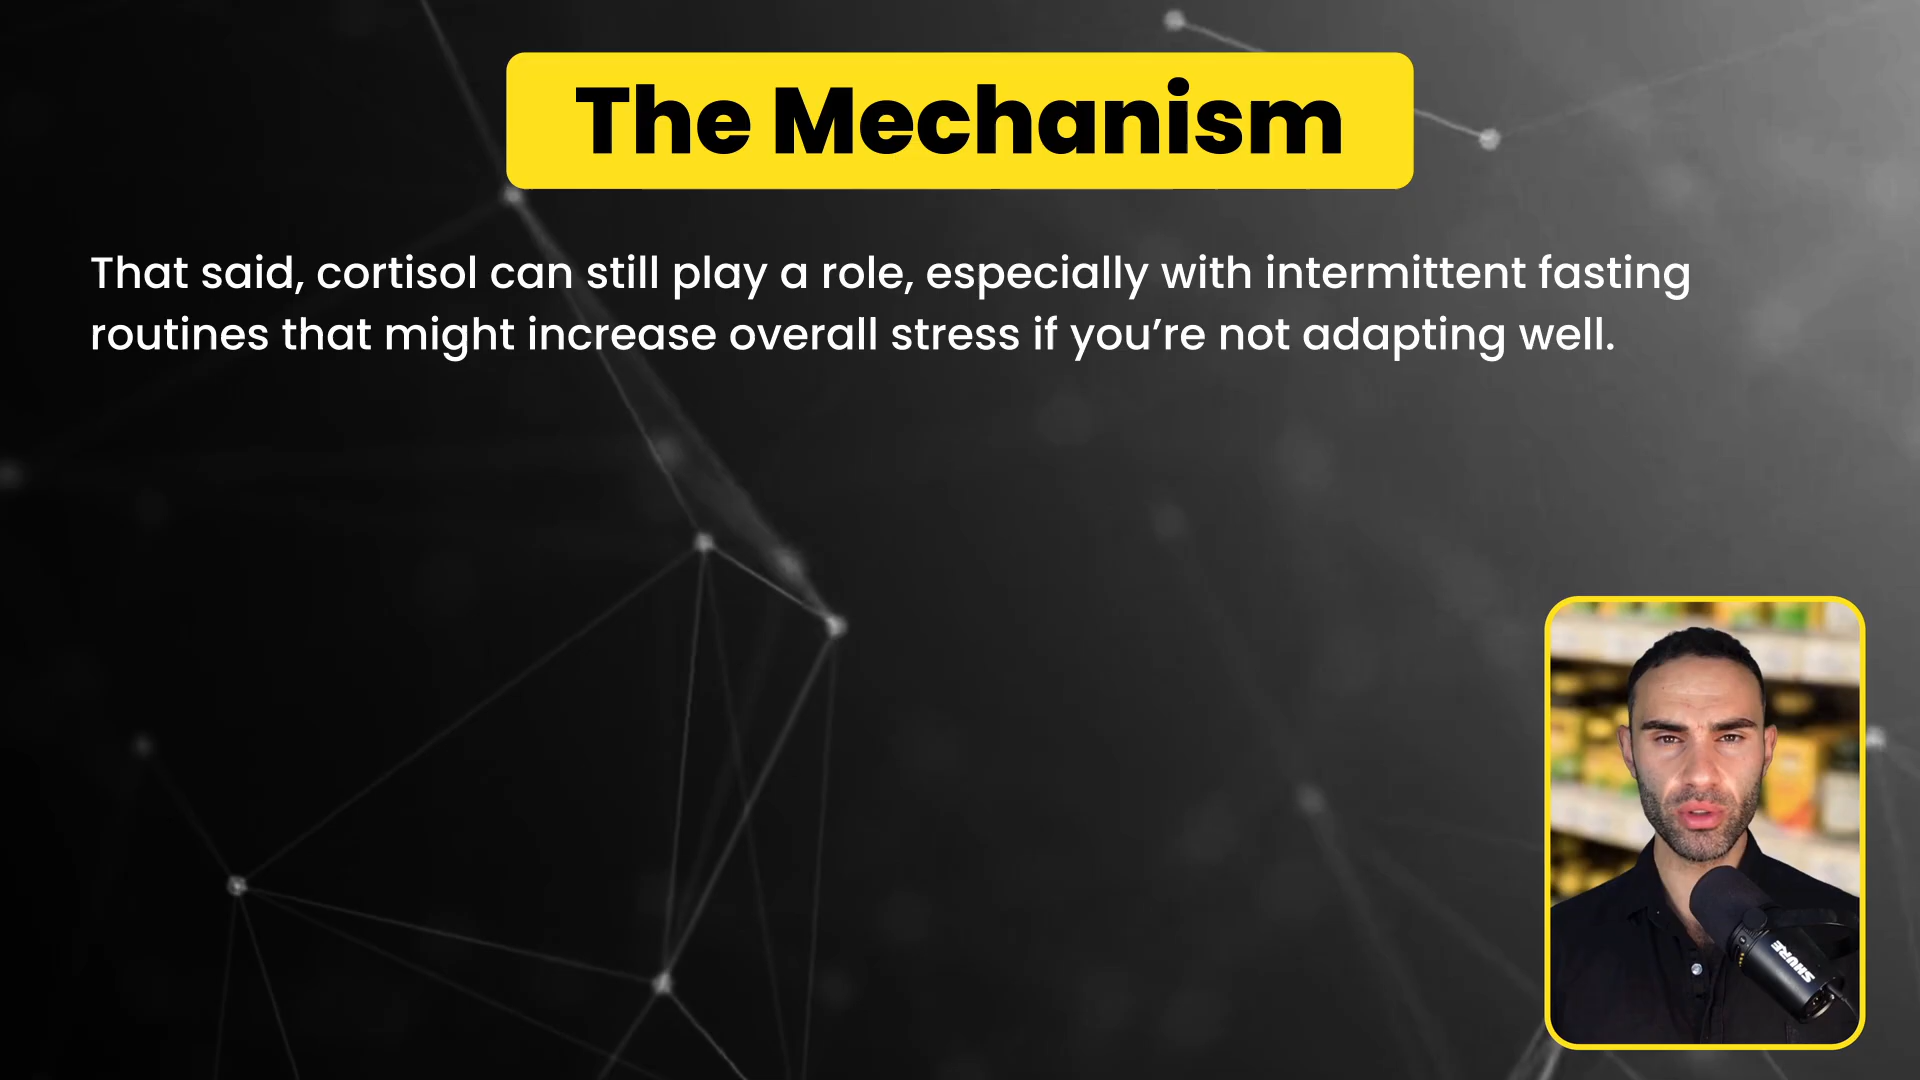 The Mechanism
That said, cortisol can still play a role, especially with intermittent fasting
routines that might increase overall stress if you’re not adapting well.
SHURE